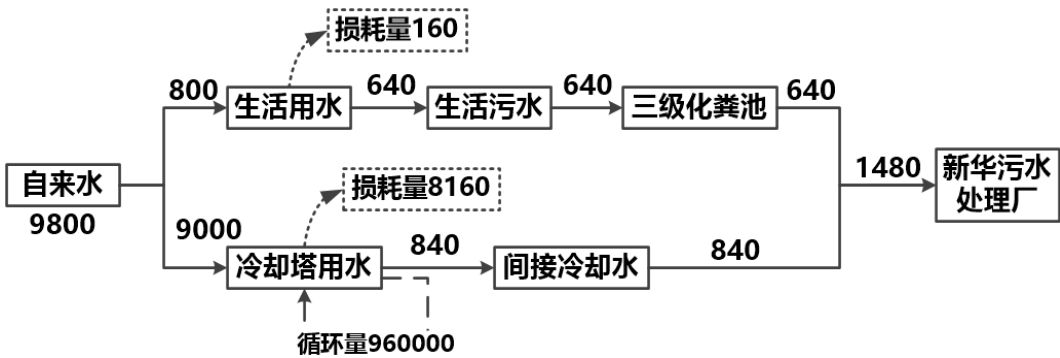 损耗量160
800
生活用水
640
生活污水
640
三级化粪池
640
自来水
9800
1480
新华污水
处理厂
损耗量8160
9000
冷却塔用水
840
间接冷却水
840
循环量960000